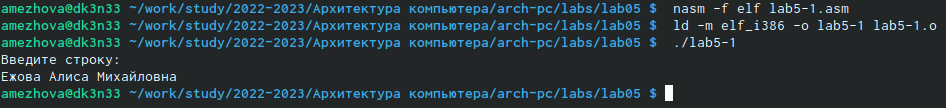 amezhova@dk3n33 ~/work/study/2022-2023/Архитектура компьютера/arch-pc/labs/lab05 $ nasm -f elf lab5-1.asm
amezhova@dk3n33 ~/work/study/2022-2023/Архитектура компьютера/arch-pc/labs/lab05 $ ld -m elf_i386 -o lab5-1 lab5-1.o
amezhova@dk3n33 ~/work/study/2022-2023/Архитектура компьютера/arch-pc/labs/lab05 $ ./lab5-1
Введите строку:
Ежова Алиса Михайловна
amezhova@dk3n33 ~/work/study/2022-2023/Архитектура компьютера/arch-pc/labs/lab05 $